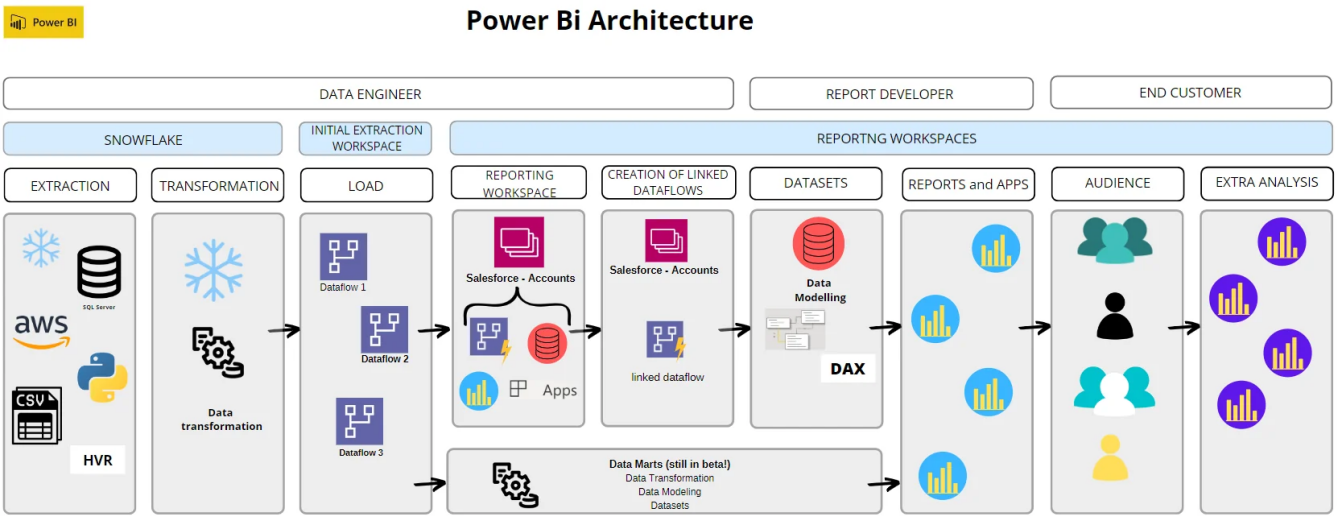 Power BI
Power Bi Architecture
DATA ENGINEER
REPORT DEVELOPER
END CUSTOMER
SNOWFLAKE
INITIAL EXTRACTION
WORKSPACE
REPORTNG WORKSPACES
EXTRACTION
TRANSFORMATION
LOAD
REPORTING
WORKSPACE
CREATION OF LINKED
DATAFLOWS
DATASETS
REPORTS and APPS
AUDIENCE
EXTRA ANALYSIS
SQL Server
aws
CSV
HVR
Data
transformation
Dataflow 1
Dataflow 2
Dataflow 3
Salesforce - Accounts
Apps
Salesforce - Accounts
linked dataflow
Data
Modelling
DAX
Data Marts (still in beta!)
Data Transformation
Data Modeling
Datasets